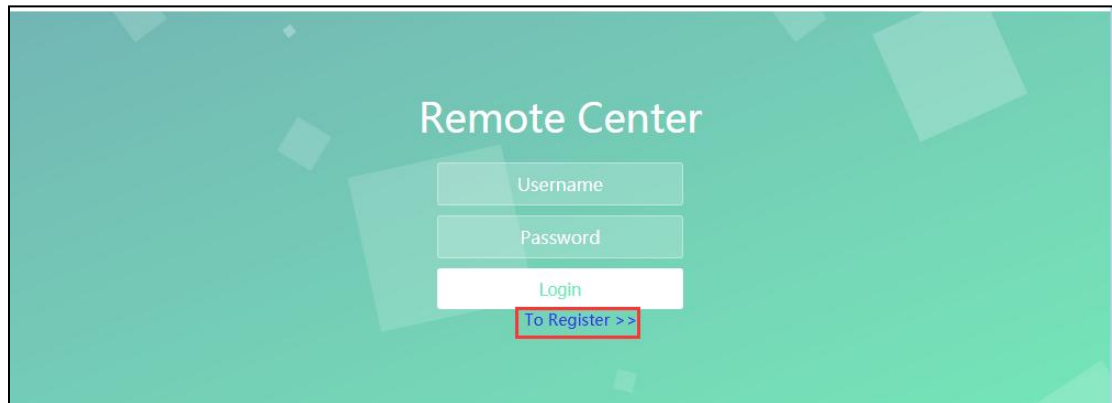 Remote Center
Username
Password
Login
To Register >>